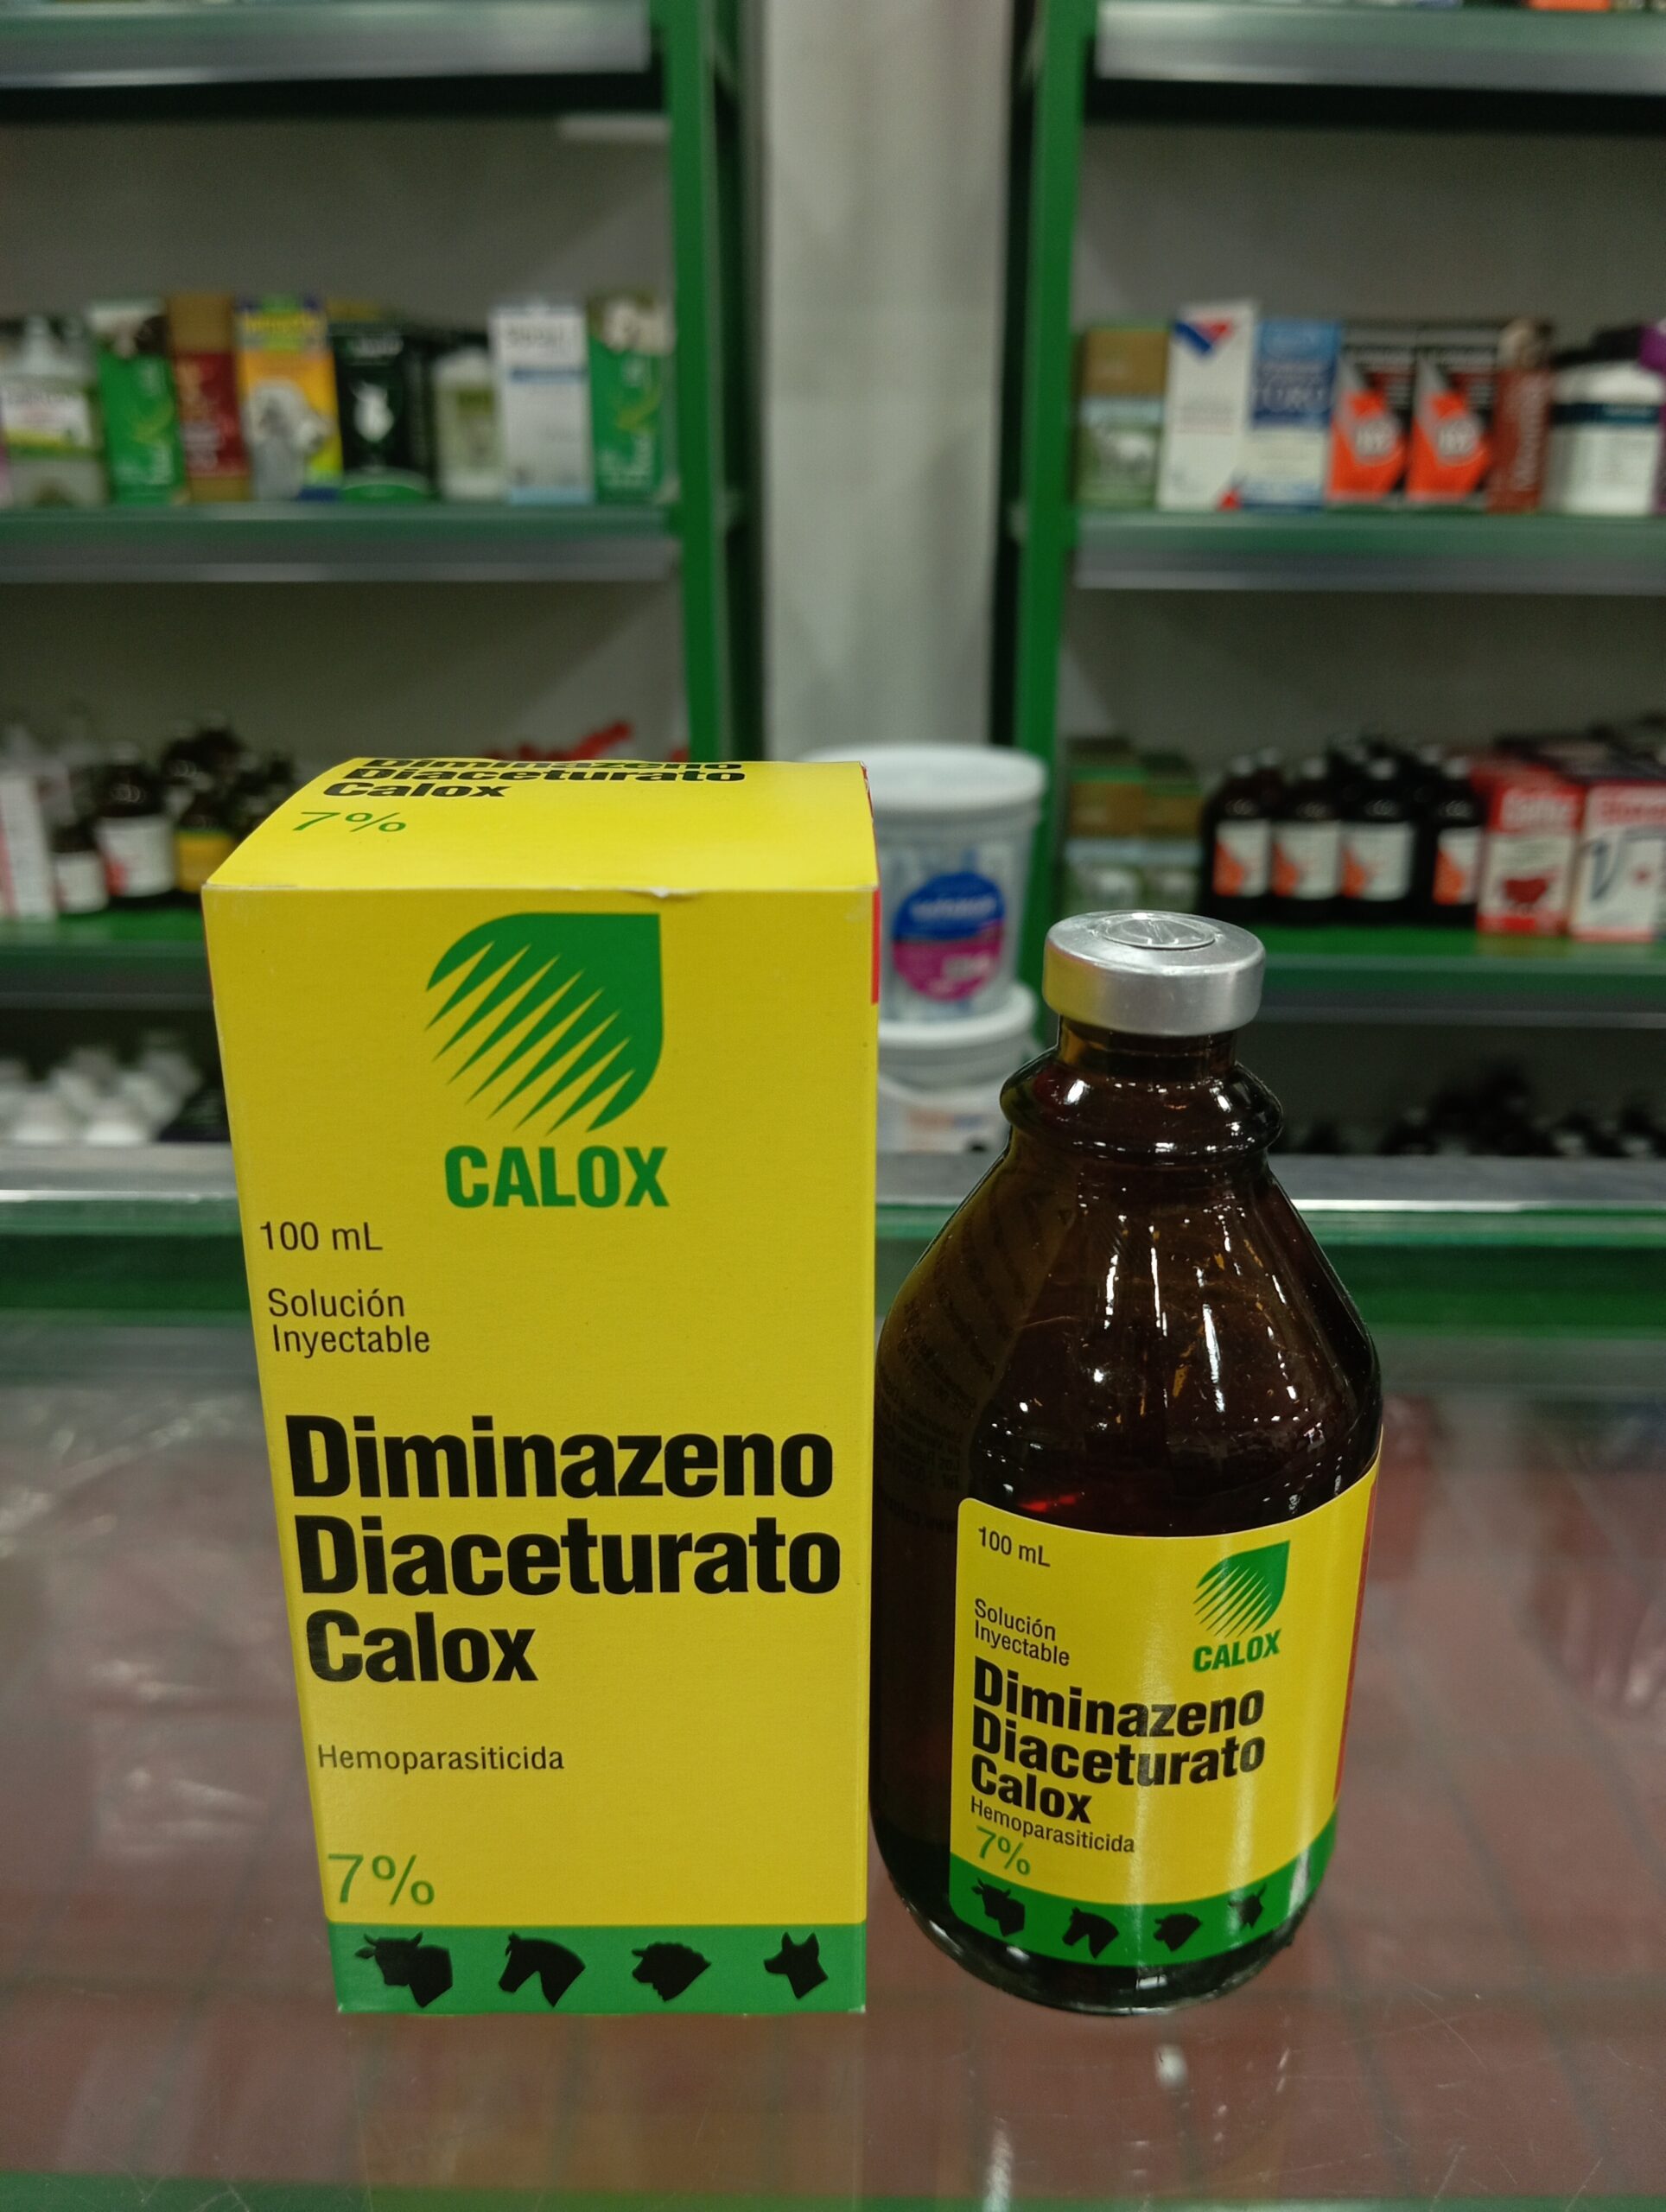 Diminazeno
Diaceturato
Calox
7%
CALOX
100 mL
Solución
Inyectable
Diminazeno
Diaceturato
Calox
Hemoparasiticida
7%
100 mL
CALOX
Solución
Inyectable
Diminazeno
Diaceturato
Calox
Hemoparasiticida
7%